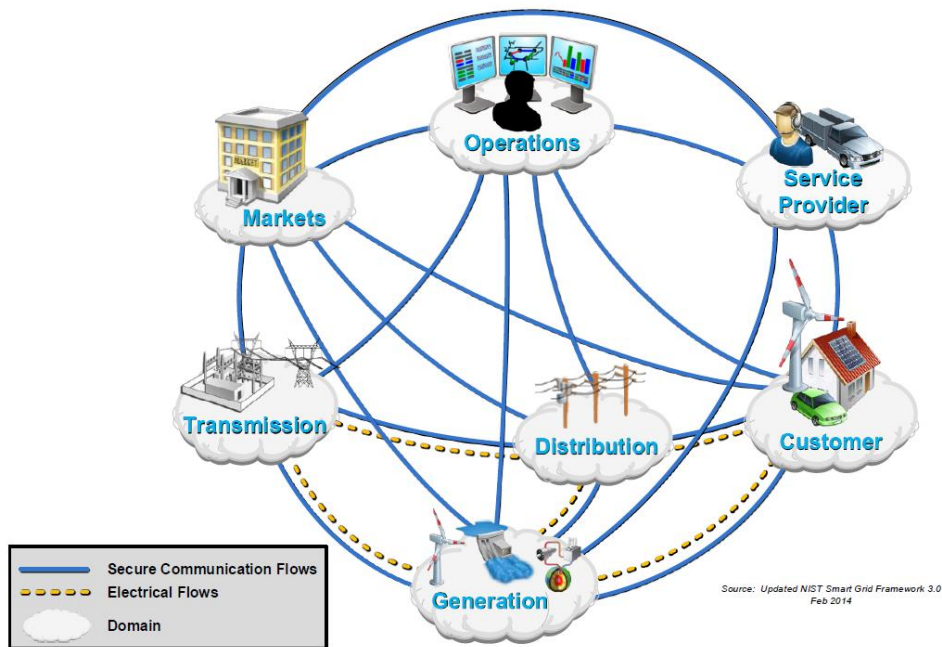 Operations
Markets
Service
Provider
Transmission
Distribution
Customer
Generation
Secure Communication Flows
Electrical Flows
Domain
Source: Updated NIST Smart Grid Framework 3.0
Feb 2014